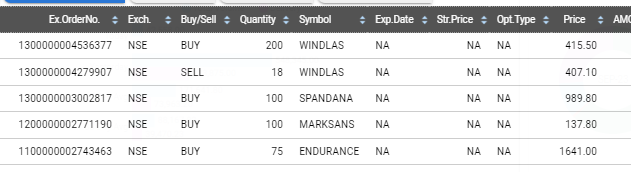 Ex.OrderNo. Exch. Buy/Sell Quantity Symbol Exp.Date Str.Price Opt.Type Price AMO
1300000004536377 NSE BUY 200 WINDLAS NA NA NA 415.50
1300000004279907 NSE SELL 18 WINDLAS NA NA NA 407.10
1300000003002817 NSE BUY 100 SPANDANA NA NA NA 989.80
1200000002771190 NSE BUY 100 MARKSANS NA NA NA 137.80
1100000002743463 NSE BUY 75 ENDURANCE NA NA NA 1641.00